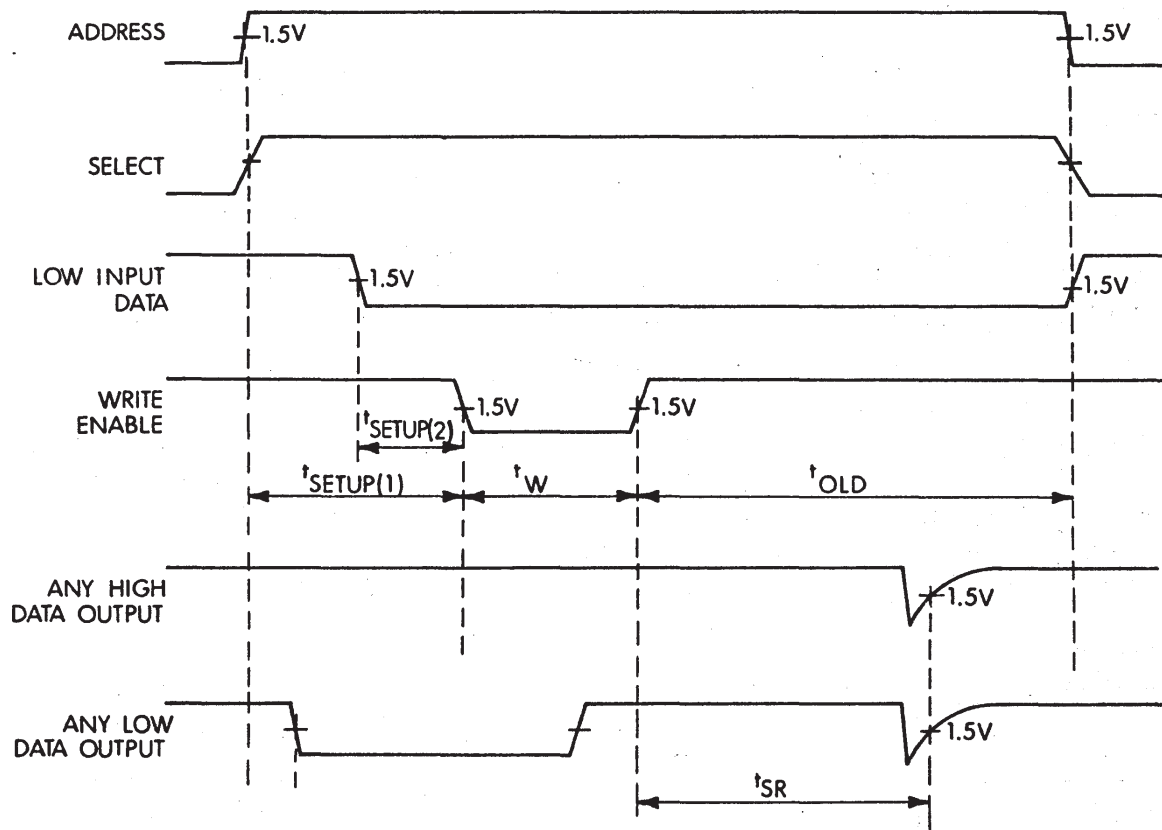 ADDRESS
1.5V
1.5V
SELECT
LOW INPUT
DATA
1.5V
1.5V
WRITE
ENABLE
1.5V
1.5V
tSETUP(2)
tSETUP(1)
tW
tOLD
ANY HIGH
DATA OUTPUT
1.5V
ANY LOW
DATA OUTPUT
1.5V
tSR